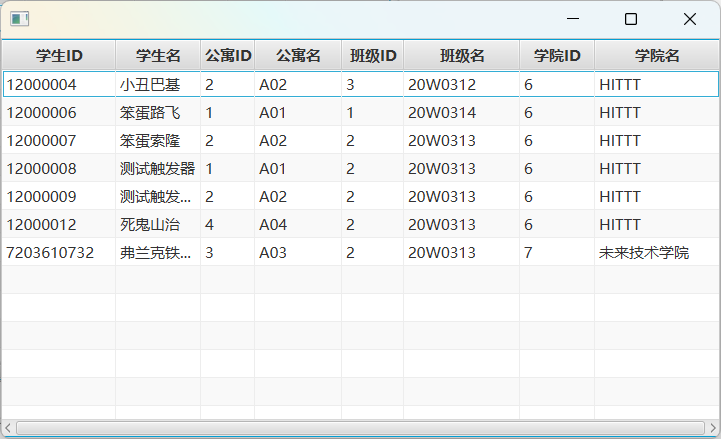 学生ID 学生名 公寓ID 公寓名 班级ID 班级名 学院ID 学院名
12000004 小丑巴基 2 A02 3 20W0312 6 HITTT
12000006 笨蛋路飞 1 A01 1 20W0314 6 HITTT
12000007 笨蛋索隆 2 A02 2 20W0313 6 HITTT
12000008 测试触发器 1 A01 2 20W0313 6 HITTT
12000009 测试触发... 2 A02 2 20W0313 6 HITTT
12000012 死鬼山治 4 A04 2 20W0313 6 HITTT
7203610732 弗兰克铁... 3 A03 2 20W0313 7 未来技术学院